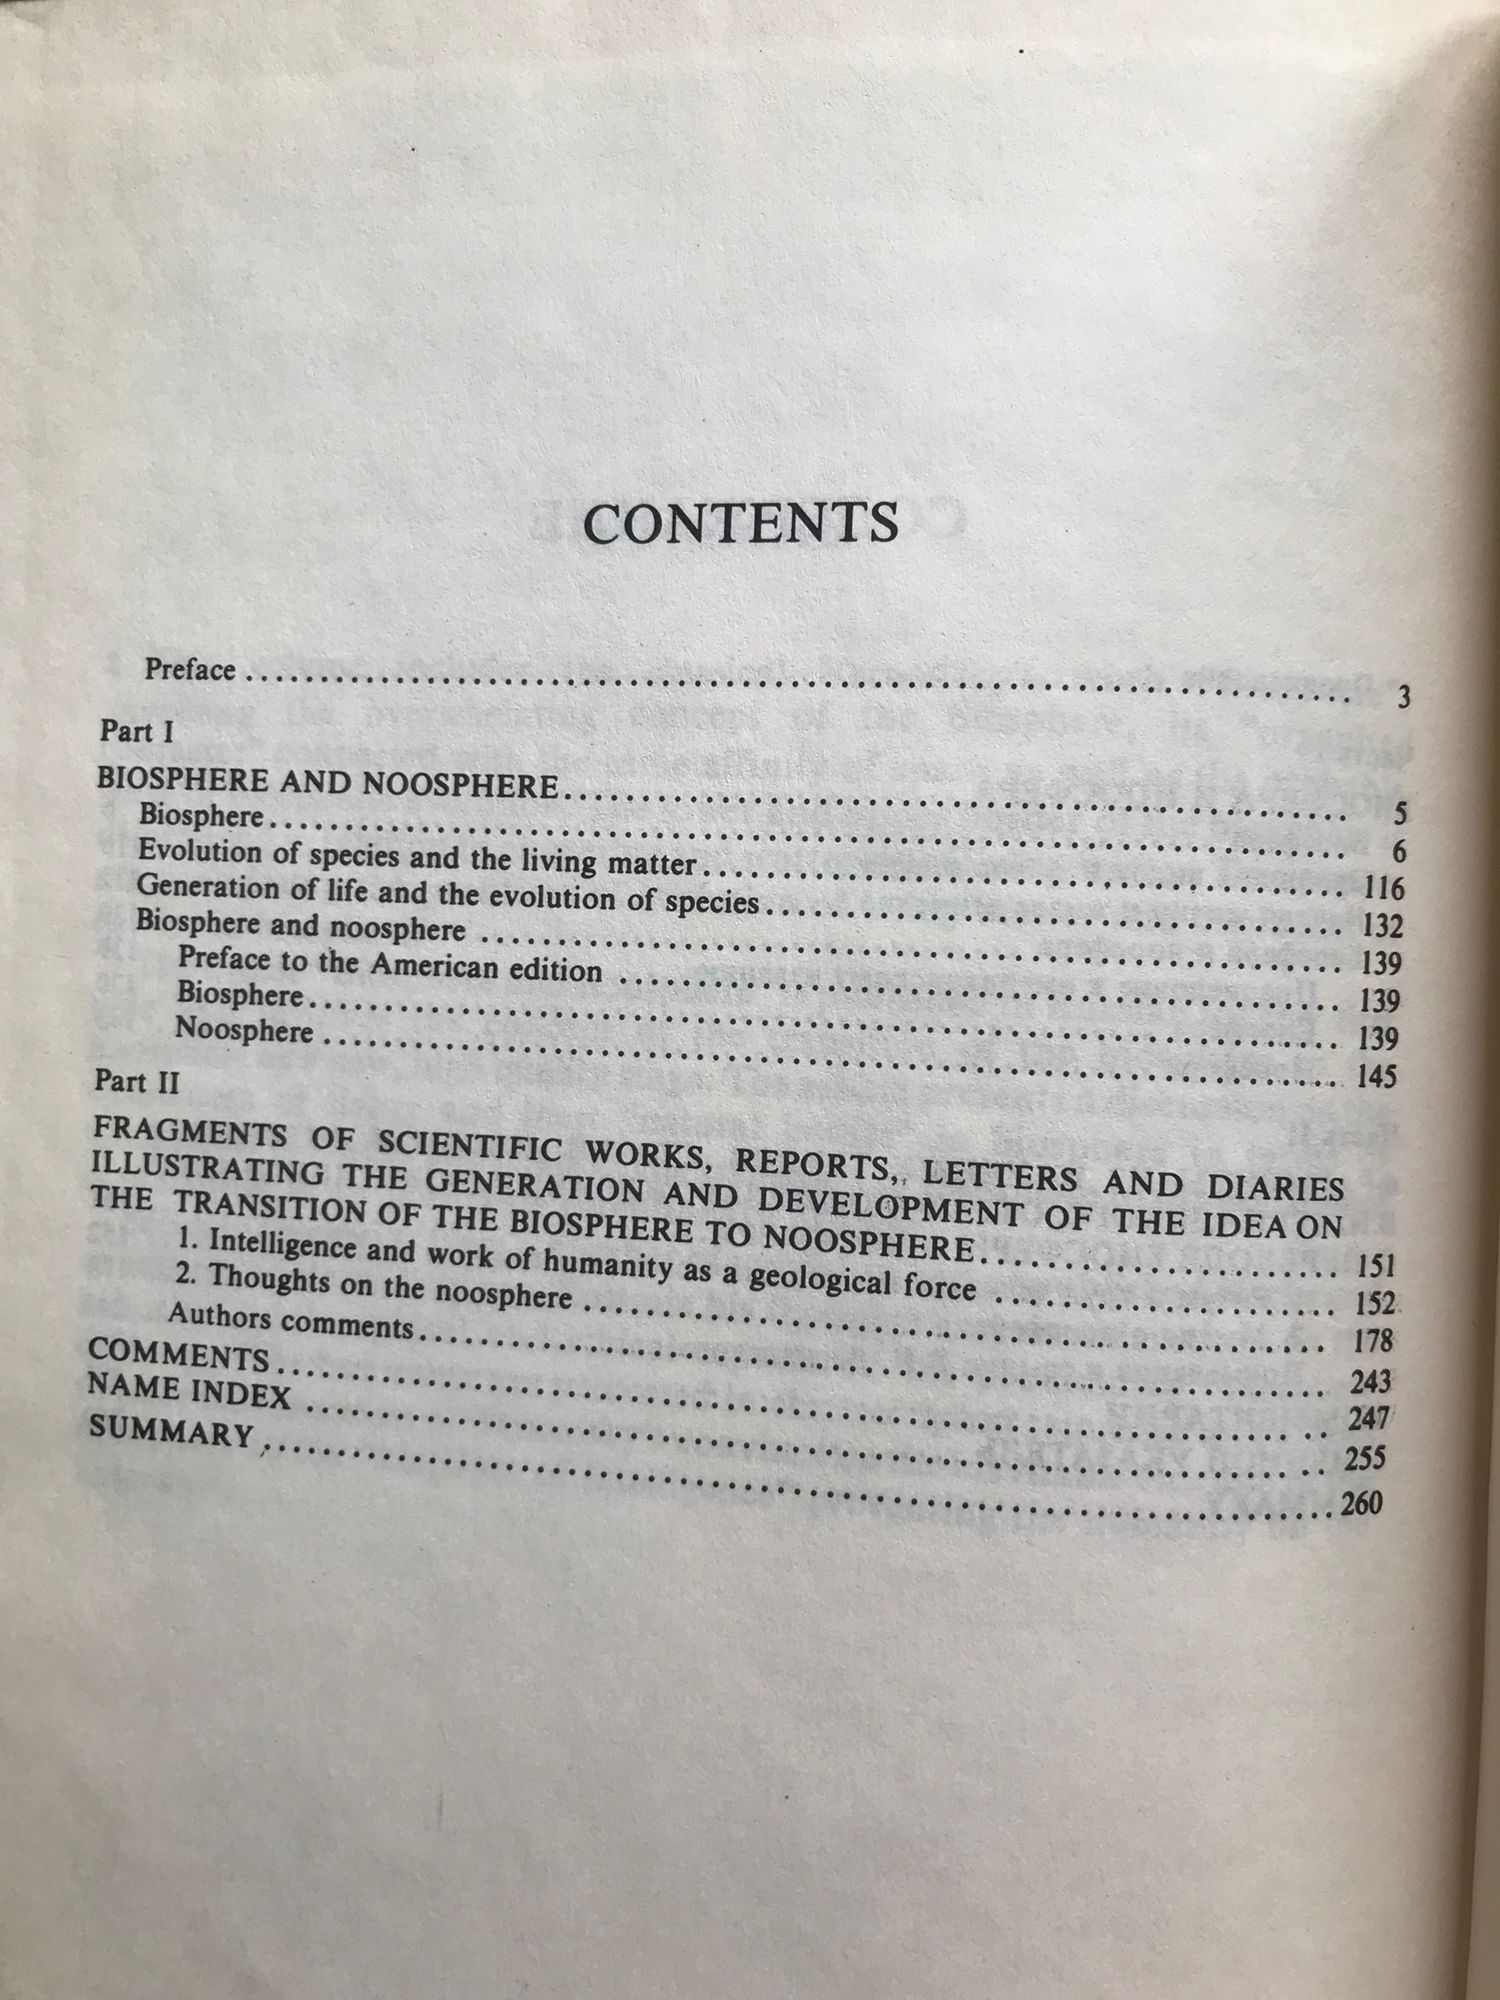 CONTENTS
Preface ........................................................................ 3
Part I
BIOSPHERE AND NOOSPHERE .................................................. 5
Biosphere ...................................................................... 6
Evolution of species and the living matter .......................................... 116
Generation of life and the evolution of species ...................................... 132
Biosphere and noosphere ....................................................... 139
Preface to the American edition ................................................ 139
Biosphere .................................................................... 139
Noosphere ................................................................... 145
Part II
FRAGMENTS OF SCIENTIFIC WORKS, REPORTS, LETTERS AND DIARIES
ILLUSTRATING THE GENERATION AND DEVELOPMENT OF THE IDEA ON
THE TRANSITION OF THE BIOSPHERE TO NOOSPHERE ....................... 151
1. Intelligence and work of humanity as a geological force ....................... 152
2. Thoughts on the noosphere ................................................ 178
Authors comments ............................................................ 243
COMMENTS .................................................................. 247
NAME INDEX ................................................................ 255
SUMMARY ................................................................... 260